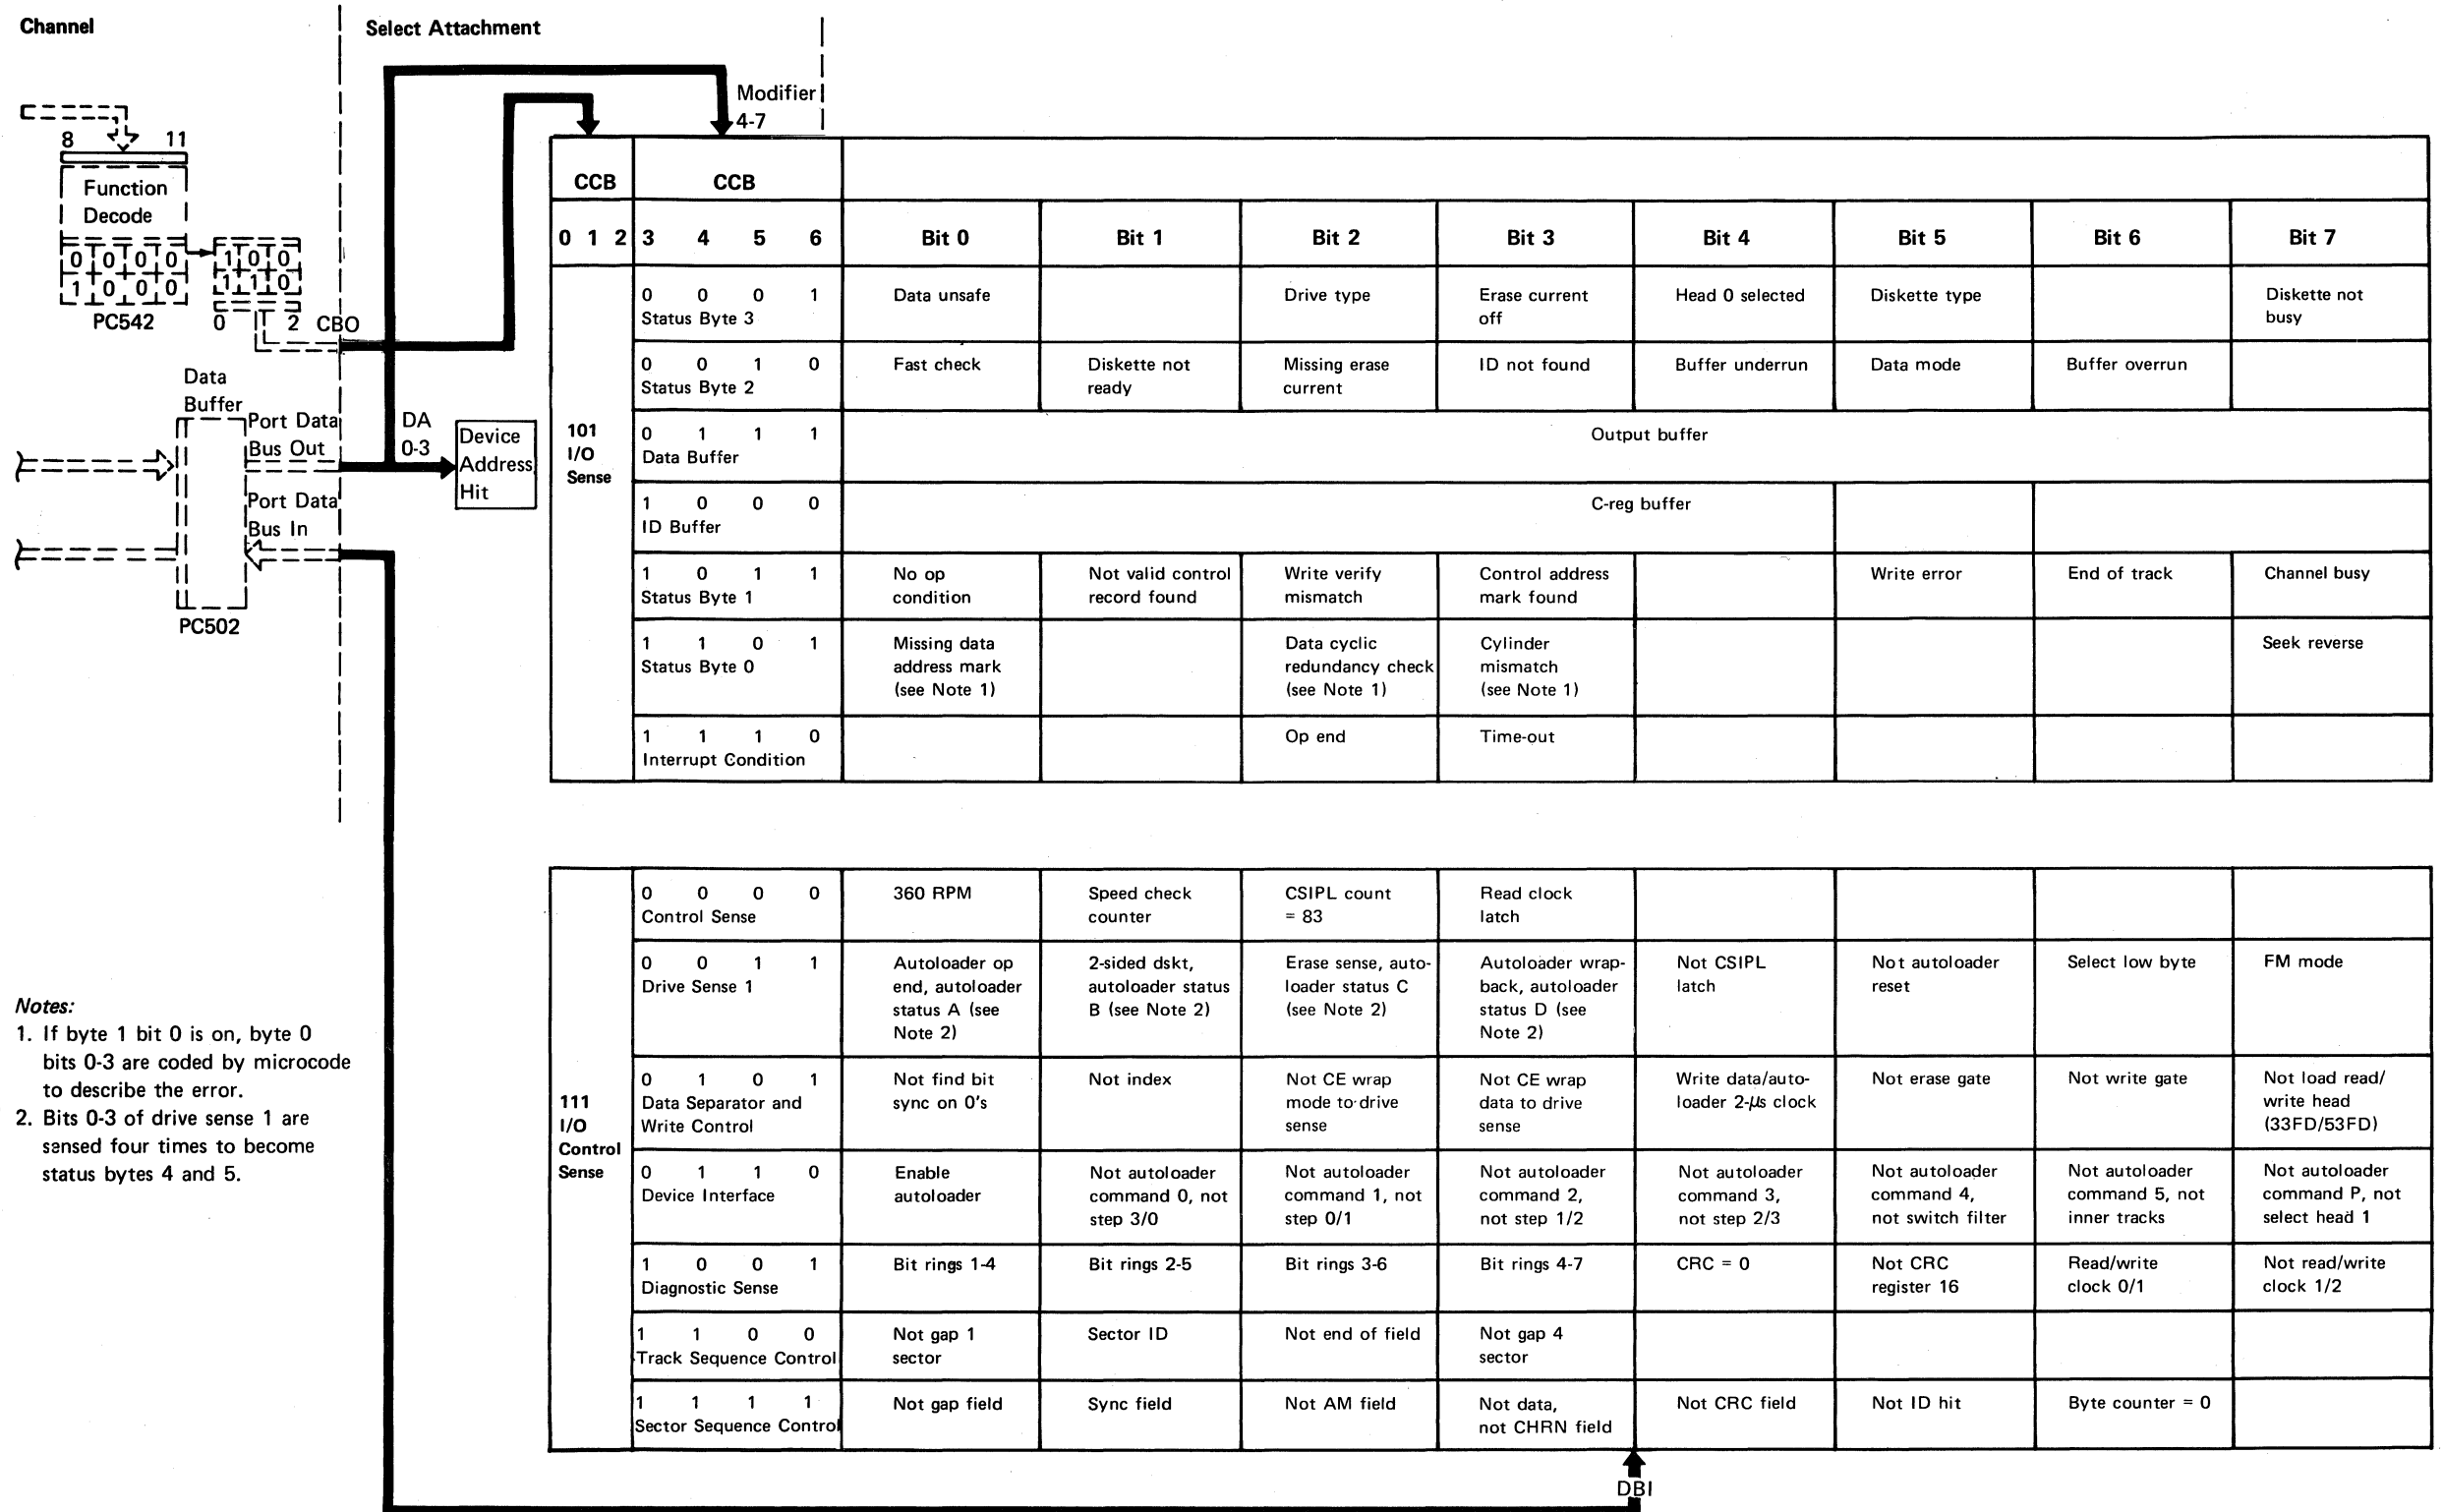 Channel
Select Attachment
Modifier
4-7
8 11
Function
Decode
0 0 0 0
1 0 0 0
PC542
1 0 0
1 1 0
0 2 CBO
Data
Buffer
Port Data
Bus Out
DA
0-3
Device
Address
Hit
Port Data
Bus In
PC502
CCB CCB
0 1 2 3 4 5 6 Bit 0 Bit 1 Bit 2 Bit 3 Bit 4 Bit 5 Bit 6 Bit 7
101
I/O
Sense
0 0 0 1 Data unsafe Drive type Erase current Head 0 selected Diskette type Diskette not
Status Byte 3 off busy
0 0 1 0 Fast check Diskette not Missing erase ID not found Buffer underrun Data mode Buffer overrun
Status Byte 2 ready current
0 1 1 1 Output buffer
Data Buffer
1 0 0 0 C-reg buffer
ID Buffer
1 0 1 1 No op Not valid control Write verify Control address Write error End of track Channel busy
Status Byte 1 condition record found mismatch mark found
1 1 0 1 Missing data Data cyclic Cylinder Seek reverse
Status Byte 0 address mark redundancy check mismatch
(see Note 1) (see Note 1) (see Note 1)
1 1 1 0 Op end Time-out
Interrupt Condition
111
I/O
Control
Sense
0 0 0 0 360 RPM Speed check CSIPL count Read clock
Control Sense counter = 83 latch
0 0 1 1 Autoloader op 2-sided dskt, Erase sense, auto- Autoloader wrap- Not CSIPL Not autoloader Select low byte FM mode
Drive Sense 1 end, autoloader autoloader status loader status C back, autoloader latch reset
status A (see B (see Note 2) (see Note 2) status D (see
Note 2) Note 2)
0 1 0 1 Not find bit Not index Not CE wrap Not CE wrap Write data/auto- Not erase gate Not write gate Not load read/
Data Separator and sync on 0's mode to drive data to drive loader 2-μs clock write head
Write Control sense sense (33FD/53FD)
0 1 1 0 Enable Not autoloader Not autoloader Not autoloader Not autoloader Not autoloader Not autoloader Not autoloader
Device Interface autoloader command 0, not command 1, not command 2, command 3, command 4, command 5, not command P, not
step 3/0 step 0/1 not step 1/2 not step 2/3 not switch filter inner tracks select head 1
1 0 0 1 Bit rings 1-4 Bit rings 2-5 Bit rings 3-6 Bit rings 4-7 CRC = 0 Not CRC Read/write Not read/write
Diagnostic Sense register 16 clock 0/1 clock 1/2
1 1 0 0 Not gap 1 Sector ID Not end of field Not gap 4
Track Sequence Control sector sector
1 1 1 1 Not gap field Sync field Not AM field Not data, Not CRC field Not ID hit Byte counter = 0
Sector Sequence Control not CHRN field
DBI
Notes:
1. If byte 1 bit 0 is on, byte 0
bits 0-3 are coded by microcode
to describe the error.
2. Bits 0-3 of drive sense 1 are
sensed four times to become
status bytes 4 and 5.